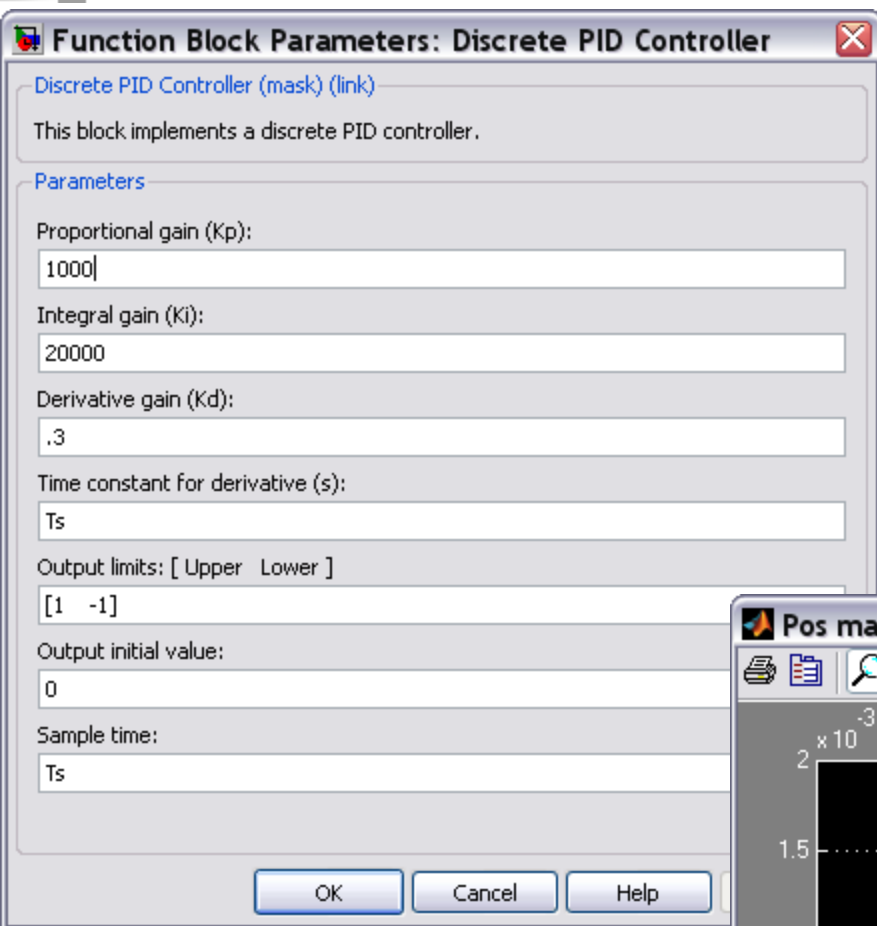 Function Block Parameters: Discrete PID Controller
Discrete PID Controller (mask) (link)
This block implements a discrete PID controller.
Parameters
Proportional gain (Kp):
1000
Integral gain (Ki):
20000
Derivative gain (Kd):
.3
Time constant for derivative (s):
Ts
Output limits: [ Upper Lower ]
[1 -1]
Output initial value:
0
Sample time:
Ts
OK Cancel Help
Pos ma
x 10 -3
2
1.5